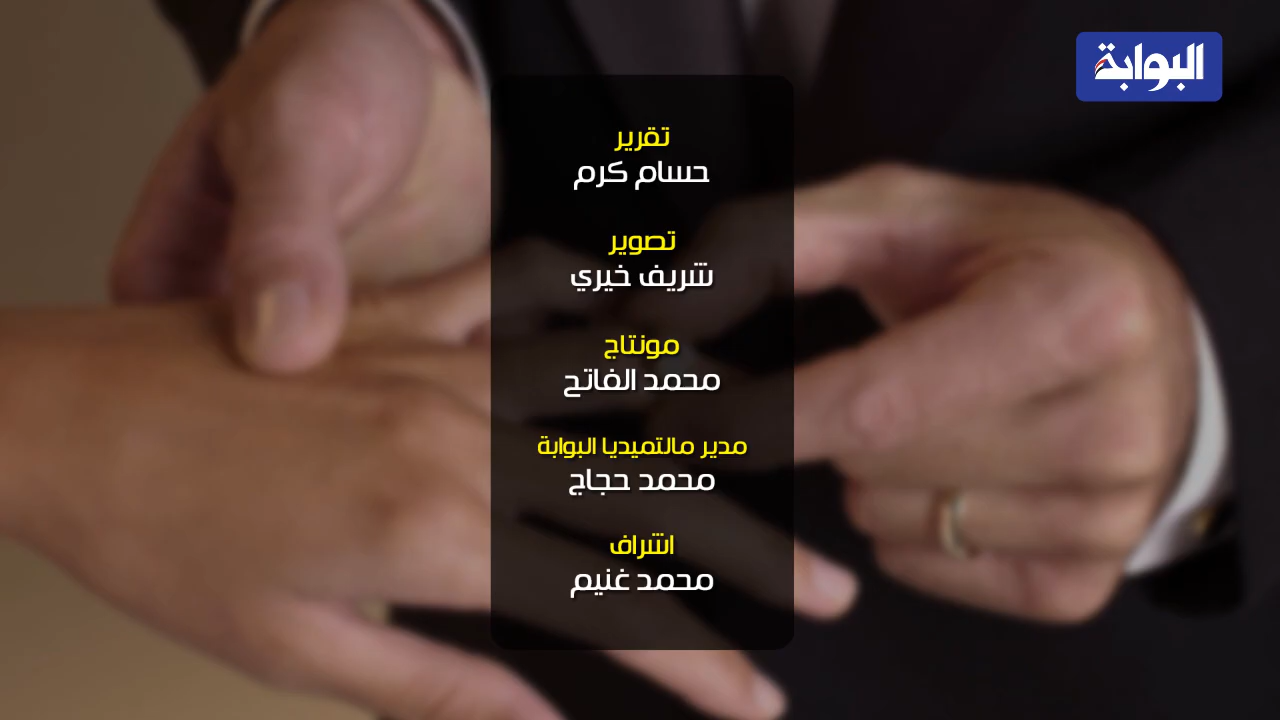 البوابة
تقرير
حسام كرم
تصوير
شريف خيري
مونتاج
محمد الفاتح
مدير مالتميديا البوابة
محمد حجاج
اشراف
محمد غنيم